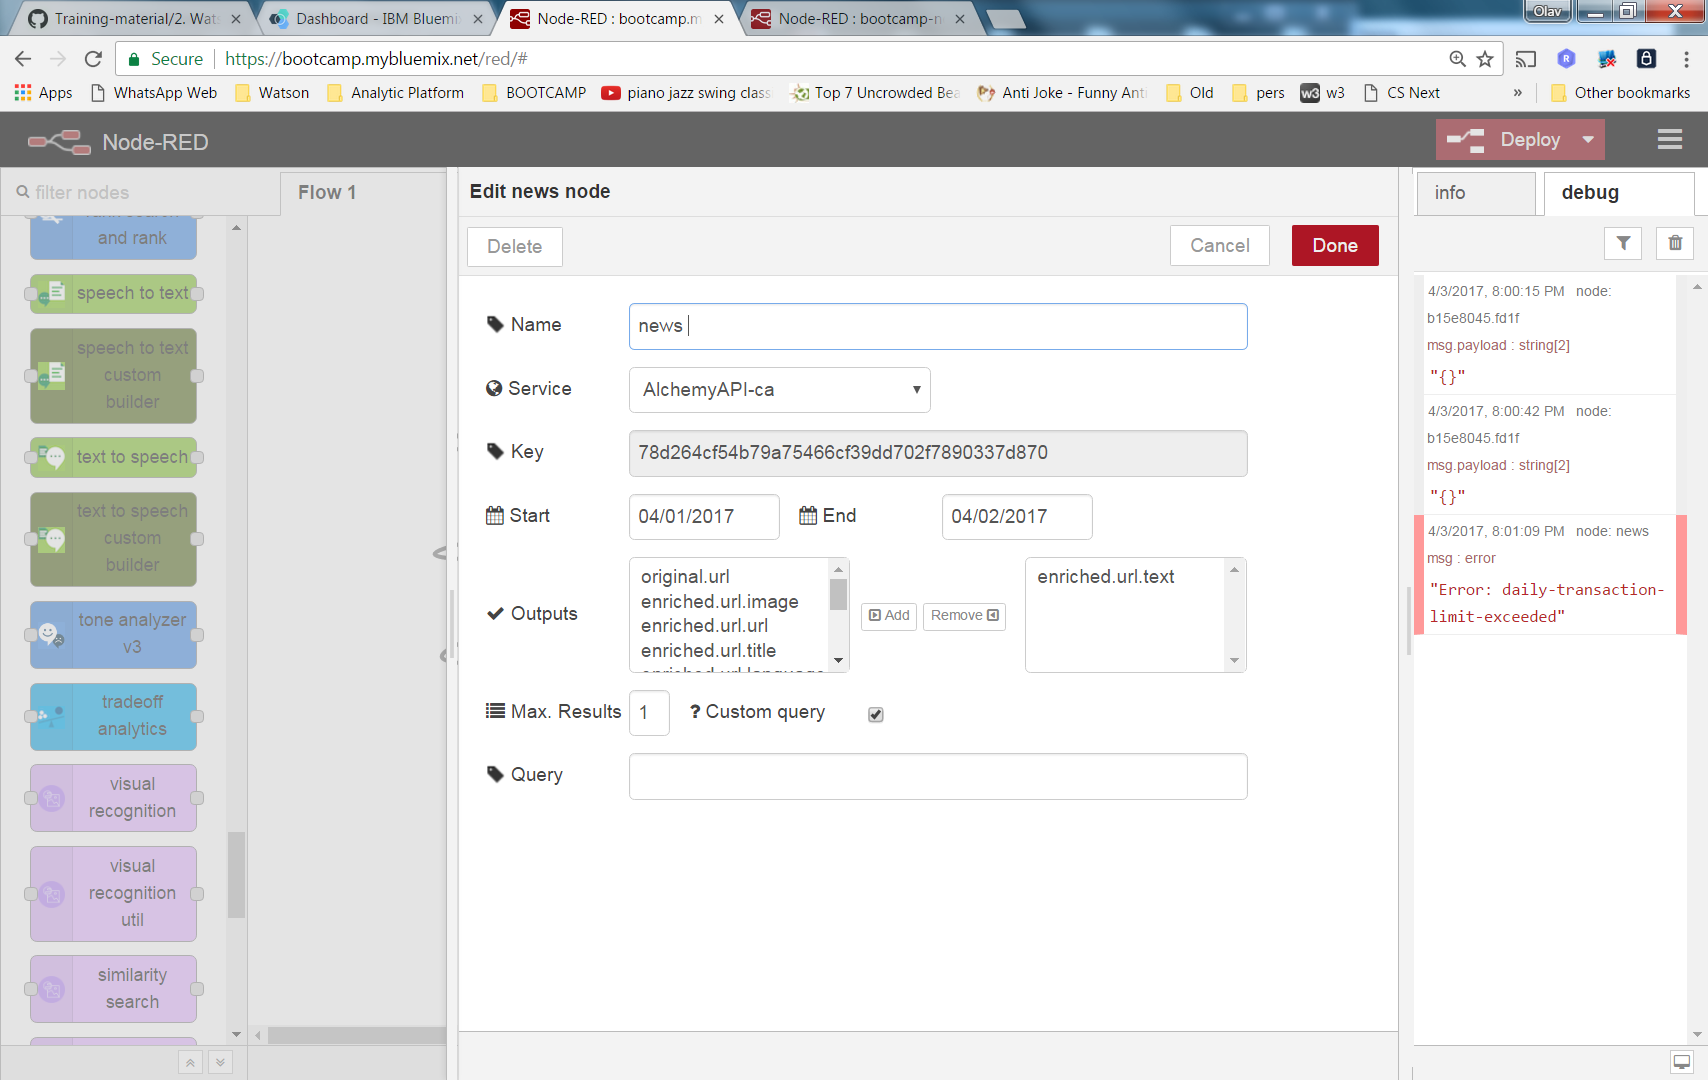 Training-material/2. Wats
Dashboard - IBM Bluemi
Node-RED : bootcamp.m
Node-RED : bootcamp-n
Olav
Secure
https://bootcamp.mybluemix.net/red/#
Apps
WhatsApp Web
Watson
Analytic Platform
BOOTCAMP
piano jazz swing class
Top 7 Uncrowded Bea
Anti Joke - Funny Anti
Old
pers
w3
w3
CS Next
»
Other bookmarks
Node-RED
Deploy
filter nodes
Flow 1
Edit news node
info
debug
Delete
Cancel
Done
and rank
speech to text
speech to text
custom
builder
text to speech
text to speech
custom
builder
tone analyzer
v3
tradeoff
analytics
visual
recognition
visual
recognition
util
similarity
search
Name
news
Service
AlchemyAPI-ca
Key
78d264cf54b79a75466cf39dd702f7890337d870
Start
04/01/2017
End
04/02/2017
Outputs
original.url
enriched.url.image
enriched.url.url
enriched.url.title
enriched.url.language
Add
Remove
enriched.url.text
Max. Results
1
? Custom query
Query
4/3/2017, 8:00:15 PM node:
b15e8045.fd1f
msg.payload : string[2]
"{}"
4/3/2017, 8:00:42 PM node:
b15e8045.fd1f
msg.payload : string[2]
"{}"
4/3/2017, 8:01:09 PM node: news
msg : error
"Error: daily-transaction-
limit-exceeded"